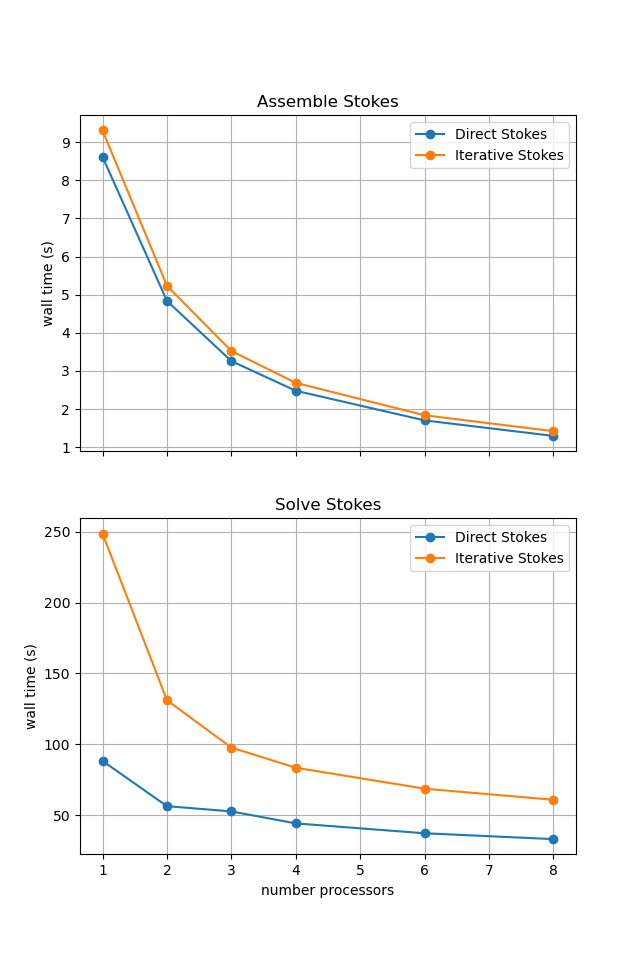 Assemble Stokes
Direct Stokes
Iterative Stokes
9
8
7
6
5
4
3
2
1
wall time (s)
Solve Stokes
Direct Stokes
Iterative Stokes
250
200
150
100
50
wall time (s)
1 2 3 4 5 6 7 8
number processors